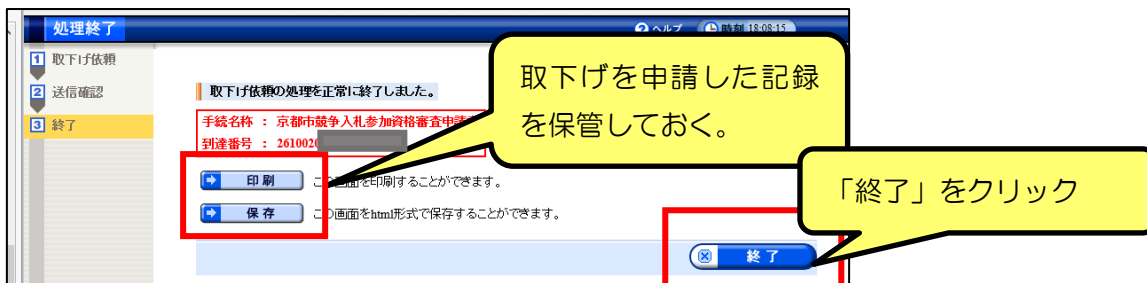 処理終了
ヘルプ 時刻 18:08:15
1 取下げ依頼
2 送信確認
3 終了
取下げ依頼の処理を正常に終了しました。
手続名称 : 京都市競争入札参加資格審査申請
到達番号 : 2610020
印刷 この画面を印刷することができます。
保存 この画面をhtml形式で保存することができます。
終了
取下げを申請した記録
を保管しておく。
「終了」をクリック